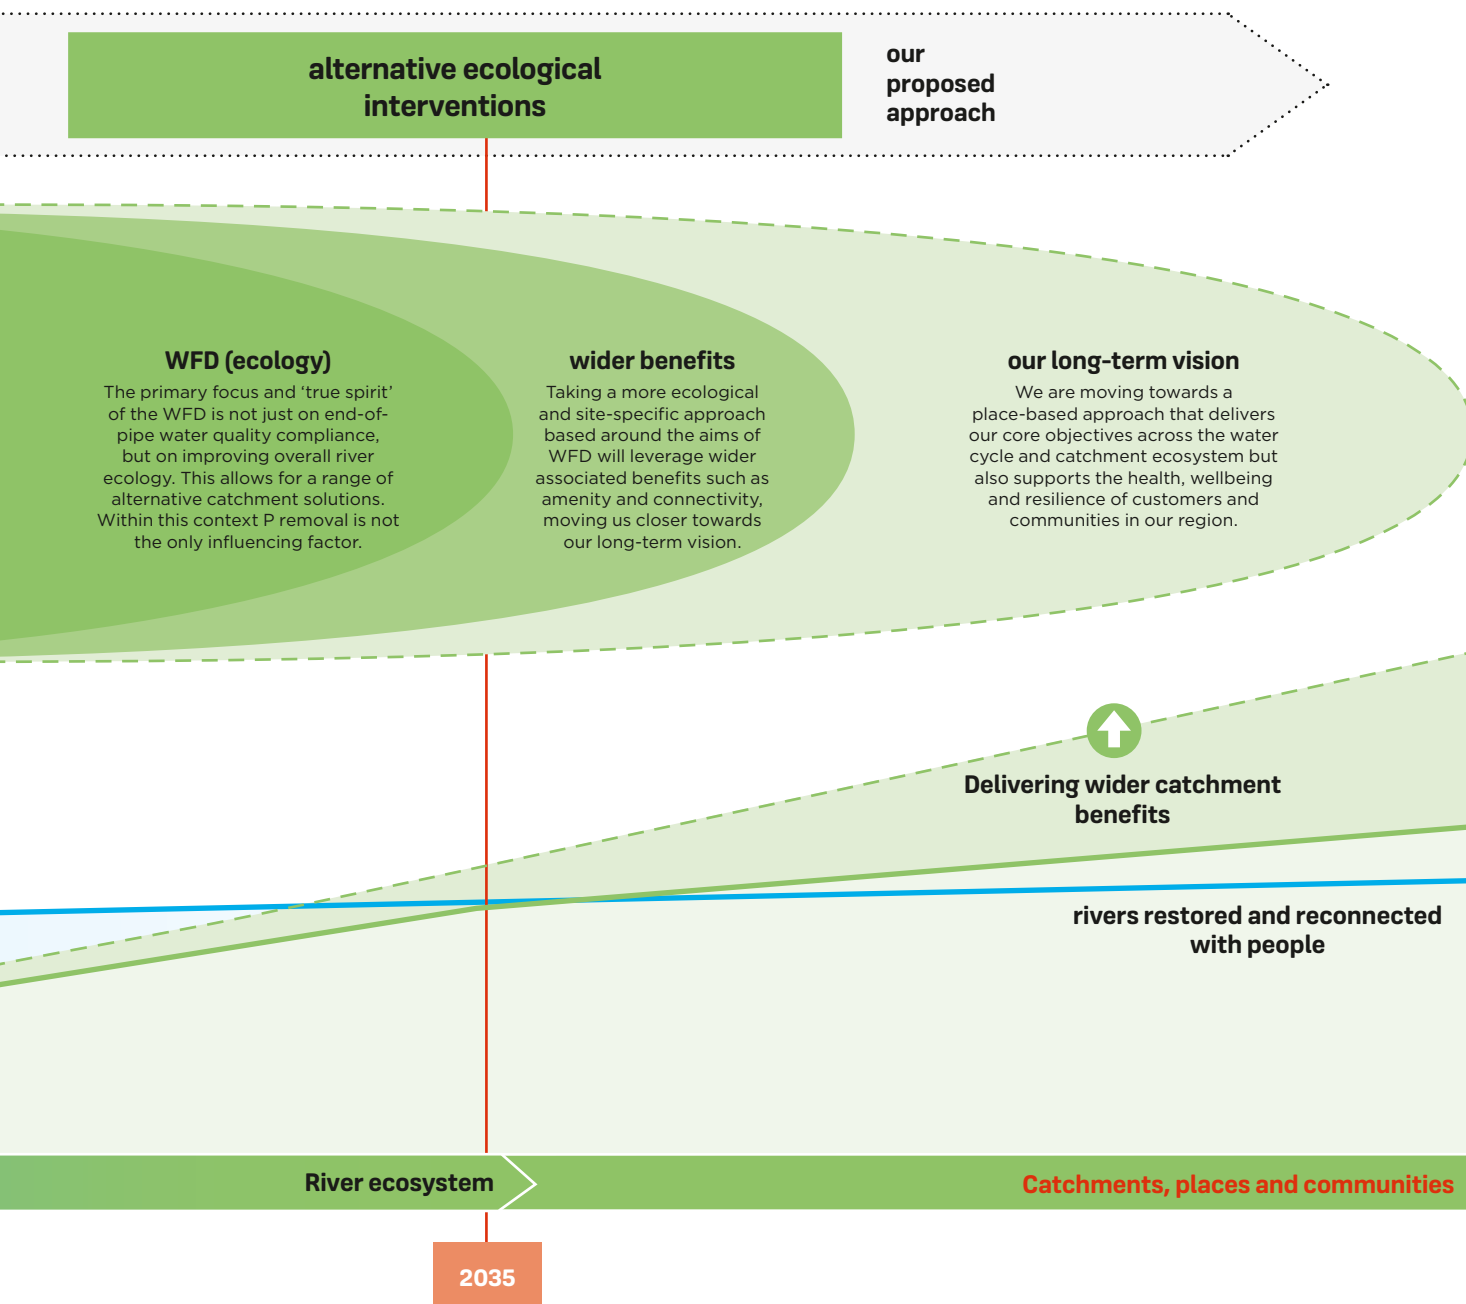 alternative ecological
interventions
our
proposed
approach
WFD (ecology)
The primary focus and ‘true spirit’
of the WFD is not just on end-of-
pipe water quality compliance,
but on improving overall river
ecology. This allows for a range of
alternative catchment solutions.
Within this context P removal is not
the only influencing factor.
wider benefits
Taking a more ecological
and site-specific approach
based around the aims of
WFD will leverage wider
associated benefits such as
amenity and connectivity,
moving us closer towards
our long-term vision.
our long-term vision
We are moving towards a
place-based approach that delivers
our core objectives across the water
cycle and catchment ecosystem but
also supports the health, wellbeing
and resilience of customers and
communities in our region.
Delivering wider catchment
benefits
rivers restored and reconnected
with people
River ecosystem
Catchments, places and communities
2035